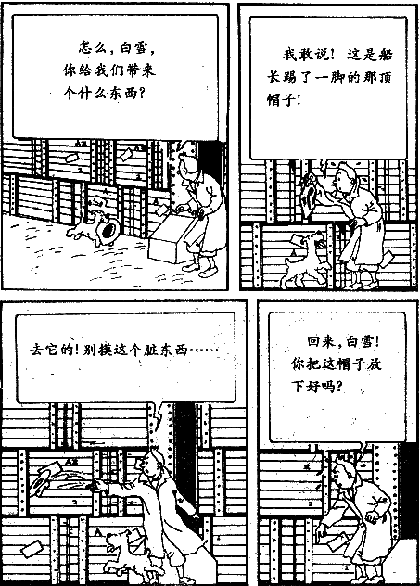 怎么，白雪，
你给我们带来
个什么东西？
我敢说！这是船
长踢了一脚的那顶
帽子！
去它的！别摸这个脏东西……
回来，白雪！
你把这帽子放
下好吗？